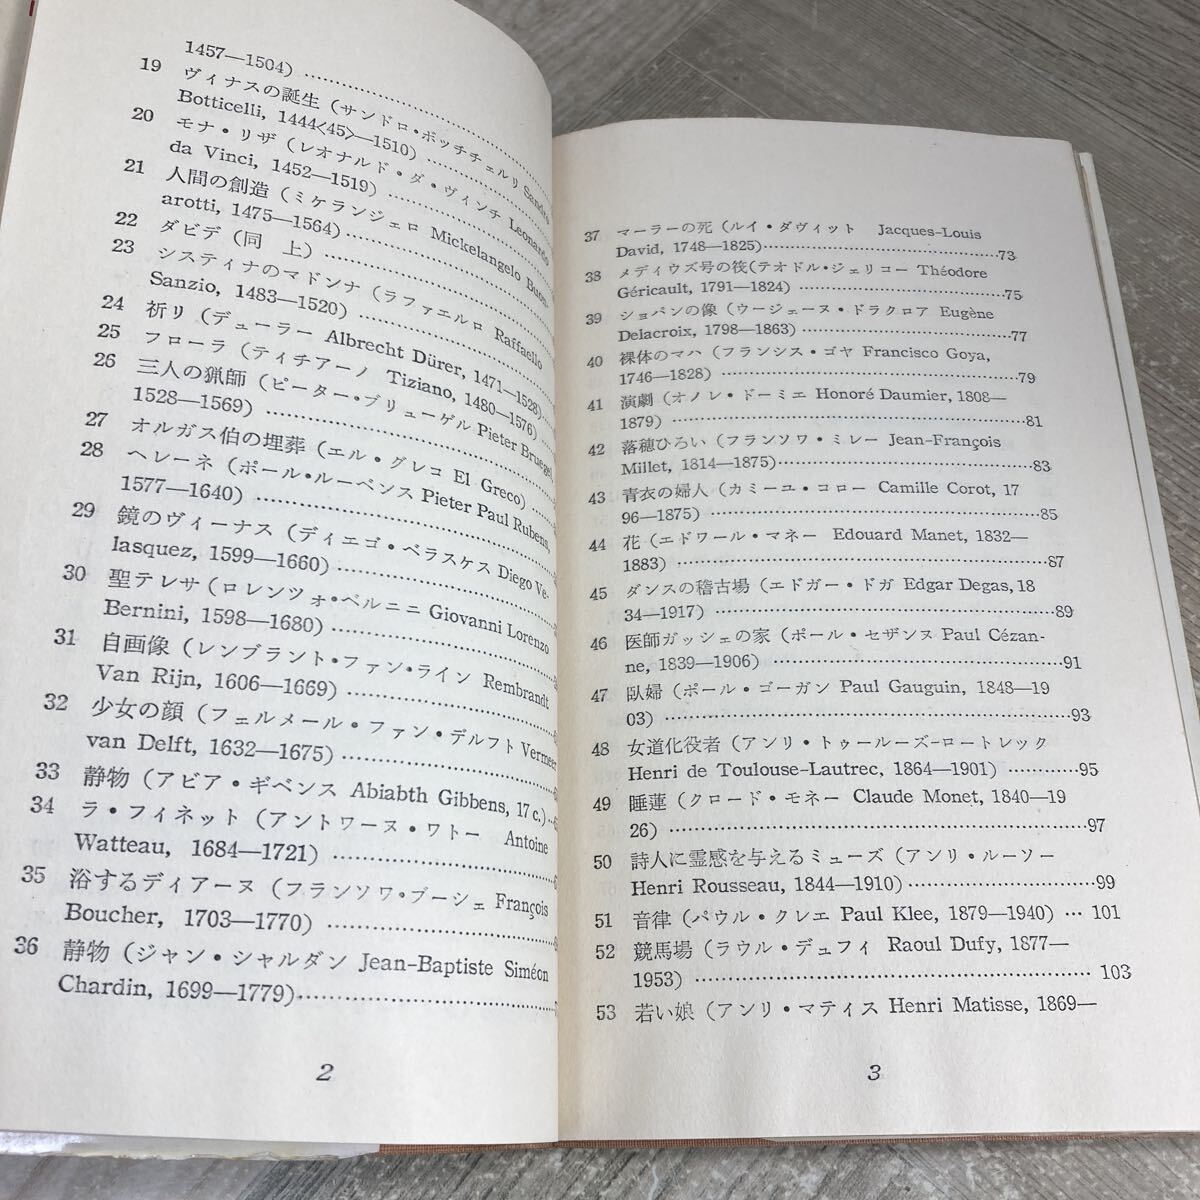 1457—1504) ……………………
19 ヴィナスの誕生 (サンドロ・ボッチチェルリ Sandro
Botticelli, 1444<45>—1510) ……………
20 モナ・リザ (レオナルド・ダ・ヴィンチ Leonardo
da Vinci, 1452—1519) ……………
21 人間の創造 (ミケランジェロ Mickelangelo Buon-
arotti, 1475—1564) ……………
22 ダビデ (同 上) ……………
23 システィナのマドンナ (ラファエルロ Raffaello
Sanzio, 1483—1520) ……………
24 祈り (デューラー Albrecht Dürer, 1471—1528) ……
25 フローラ (ティチアーノ Tiziano, 1480—1576) ……
26 三人の猟師 (ピーター・ブリューゲル Pieter Bruegel
1528—1569) ……………
27 オルガス伯の埋葬 (エル・グレコ El Greco) ……
28 ヘレーネ (ポール・ルーベンス Pieter Paul Rubens,
1577—1640) ……………
29 鏡のヴィーナス (ディエゴ・ベラスケス Diego Ve-
lasquez, 1599—1660) ……………
30 聖テレサ (ロレンツォ・ベルニニ Giovanni Lorenzo
Bernini, 1598—1680) ……………
31 自画像 (レンブラント・ファン・ライン Rembrandt
Van Rijn, 1606—1669) ……………
32 少女の顔 (フェルメール・ファン・デルフト Vermeer
van Delft, 1632—1675) ……………
33 静物 (アビア・ギベンス Abiabth Gibbens, 17 c.) ……
34 ラ・フィネット (アントワーヌ・ワトー Antoine
Watteau, 1684—1721) ……………
35 浴するディアーヌ (フランソワ・ブーシェ François
Boucher, 1703—1770) ……………
36 静物 (ジャン・シャルダン Jean-Baptiste Siméon
Chardin, 1699—1779) ……………
2
37 マーラーの死 (ルイ・ダヴィット Jacques-Louis
David, 1748—1825) ……………73
38 メディウズ号の筏 (テオドル・ジェリコー Théodore
Géricault, 1791—1824) ……………75
39 ショパンの像 (ウージェーヌ・ドラクロア Eugène
Delacroix, 1798—1863) ……………77
40 裸体のマハ (フランシス・ゴヤ Francisco Goya,
1746—1828) ……………79
41 演劇 (オノレ・ドーミエ Honoré Daumier, 1808—
1879) ……………81
42 落穂ひろい (フランソワ・ミレー Jean-François
Millet, 1814—1875) ……………83
43 青衣の婦人 (カミーユ・コロー Camille Corot, 17
96—1875) ……………85
44 花 (エドワール・マネー Edouard Manet, 1832—
1883) ……………87
45 ダンスの稽古場 (エドガー・ドガ Edgar Degas, 18
34—1917) ……………89
46 医師ガッシェの家 (ポール・セザンヌ Paul Cézan-
ne, 1839—1906) ……………91
47 臥婦 (ポール・ゴーガン Paul Gauguin, 1848—19
03) ……………93
48 女道化役者 (アンリ・トゥールーズ-ロートレック
Henri de Toulouse-Lautrec, 1864—1901) …………95
49 睡蓮 (クロード・モネー Claude Monet, 1840—19
26) ……………97
50 詩人に霊感を与えるミューズ (アンリ・ルーソー
Henri Rousseau, 1844—1910) ……………99
51 音律 (パウル・クレエ Paul Klee, 1879—1940) … 101
52 競馬場 (ラウル・デュフィ Raoul Dufy, 1877—
1953) …………… 103
53 若い娘 (アンリ・マティス Henri Matisse, 1869—
3